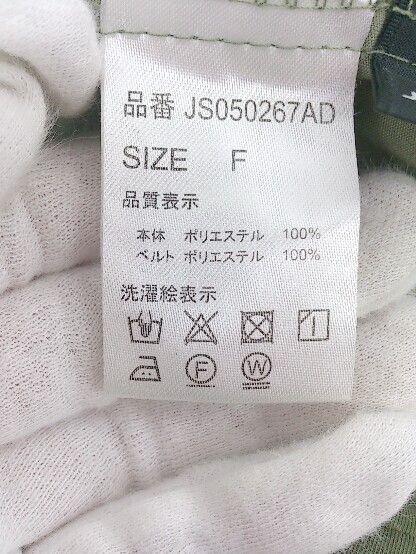 品番 JS050267AD
SIZE F
品質表示
本体 ポリエステル 100%
ベルト ポリエステル 100%
洗濯絵表示
F W